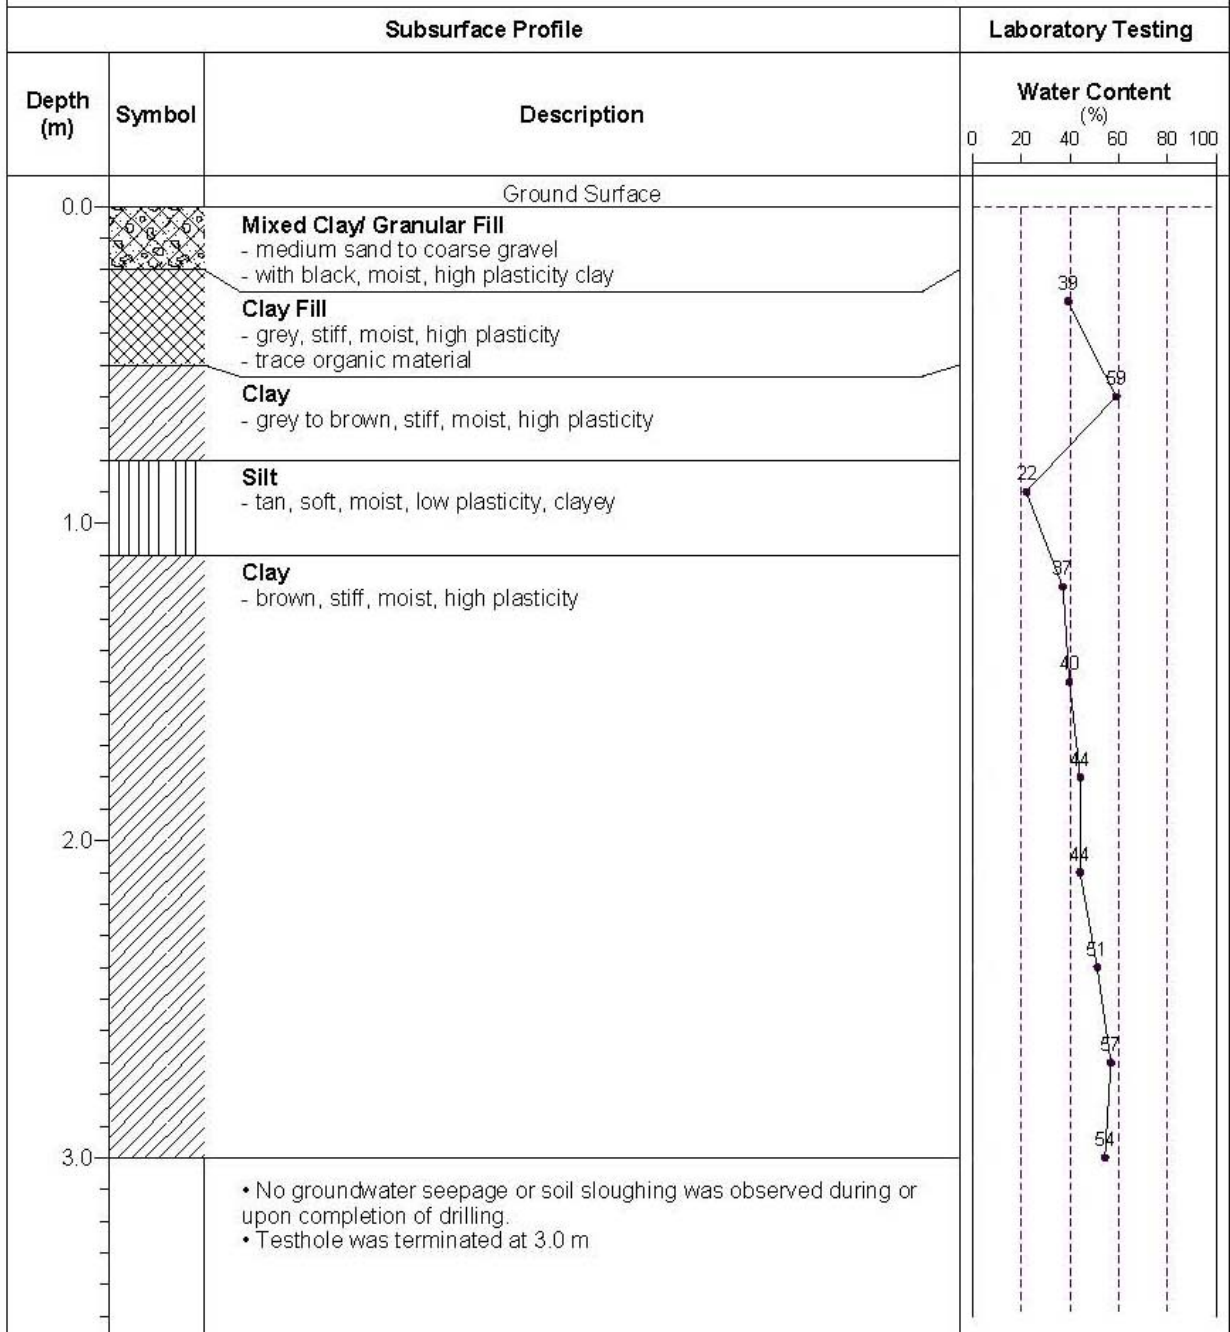 Subsurface Profile
Laboratory Testing
Depth
(m)
Symbol
Description
Water Content
(%)
0 20 40 60 80 100
Ground Surface
0.0
Mixed Clay/ Granular Fill
- medium sand to coarse gravel
- with black, moist, high plasticity clay
39
Clay Fill
- grey, stiff, moist, high plasticity
- trace organic material
59
Clay
- grey to brown, stiff, moist, high plasticity
Silt
22
- tan, soft, moist, low plasticity, clayey
1.0
Clay
37
- brown, stiff, moist, high plasticity
40
44
2.0
44
51
57
54
3.0
• No groundwater seepage or soil sloughing was observed during or
upon completion of drilling.
• Testhole was terminated at 3.0 m